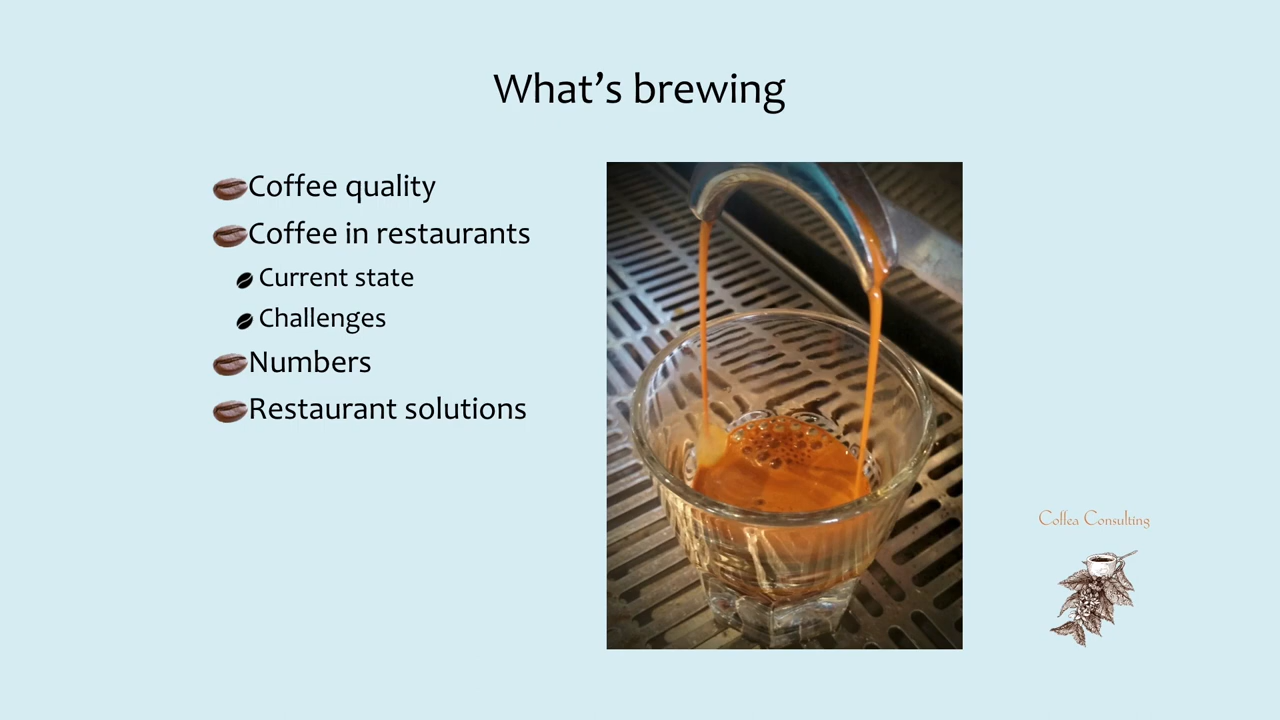 What’s brewing
Coffee quality
Coffee in restaurants
Current state
Challenges
Numbers
Restaurant solutions
Coffea Consulting